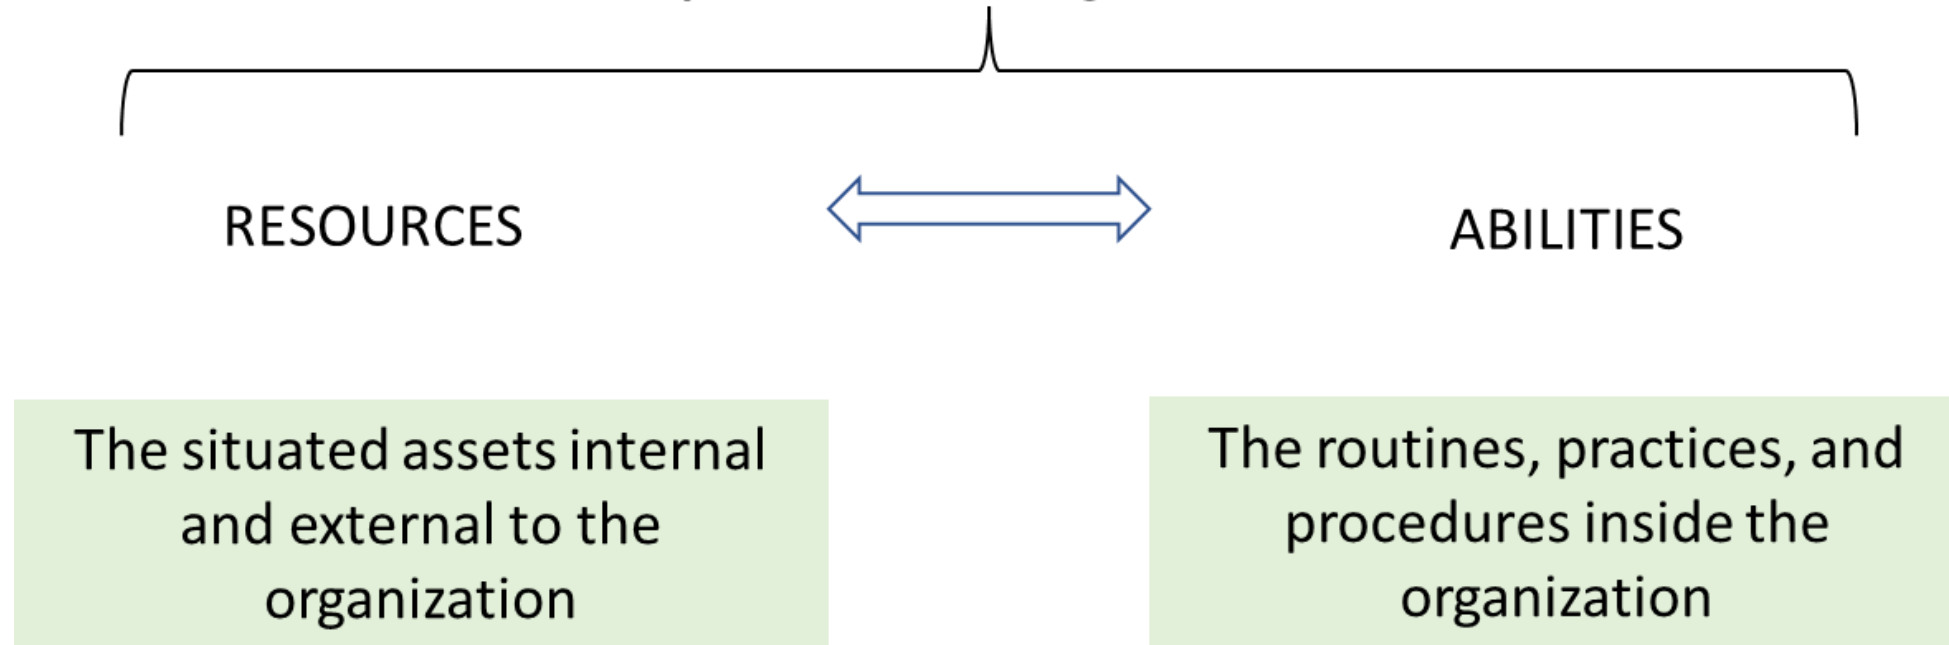 RESOURCES
ABILITIES
The situated assets internal
and external to the
organization
The routines, practices, and
procedures inside the
organization